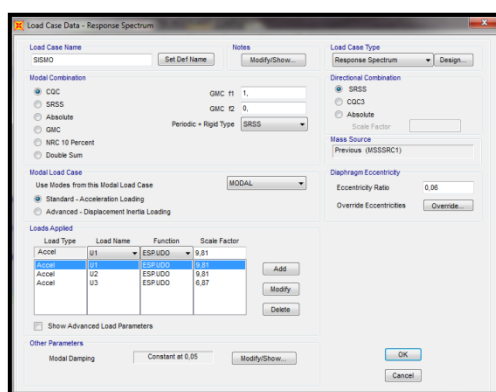 Load Case Data - Response Spectrum
Load Case Name
SISMO
Set Def Name
Notes
Modify/Show...
Load Case Type
Response Spectrum
Design...
Modal Combination
CQC
SRSS
Absolute
GMC
NRC 10 Percent
Double Sum
GMC f1
1,
GMC f2
0,
Periodic + Rigid Type
SRSS
Directional Combination
SRSS
CQC3
Absolute
Scale Factor
Mass Source
Previous (MSSSRC1)
Modal Load Case
Use Modes from this Modal Load Case
MODAL
Standard - Acceleration Loading
Advanced - Displacement Inertia Loading
Diaphragm Eccentricity
Eccentricity Ratio
0,06
Override Eccentricities
Override...
Loads Applied
Load Type Load Name Function Scale Factor
Accel U1 ESP.UDO 9,81
Accel U1 ESP.UDO 9,81
Accel U2 ESP.UDO 9,81
Accel U3 ESP.UDO 6,87
Add
Modify
Delete
Show Advanced Load Parameters
Other Parameters
Modal Damping
Constant at 0,05
Modify/Show...
OK
Cancel